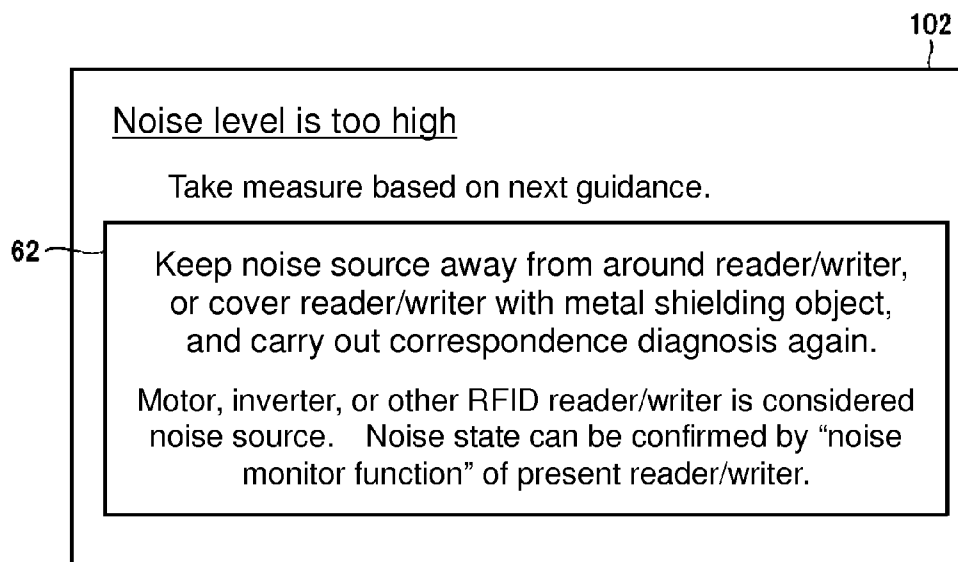 102
Noise level is too high
Take measure based on next guidance.
62
Keep noise source away from around reader/writer,
or cover reader/writer with metal shielding object,
and carry out correspondence diagnosis again.
Motor, inverter, or other RFID reader/writer is considered
noise source. Noise state can be confirmed by “noise
monitor function” of present reader/writer.